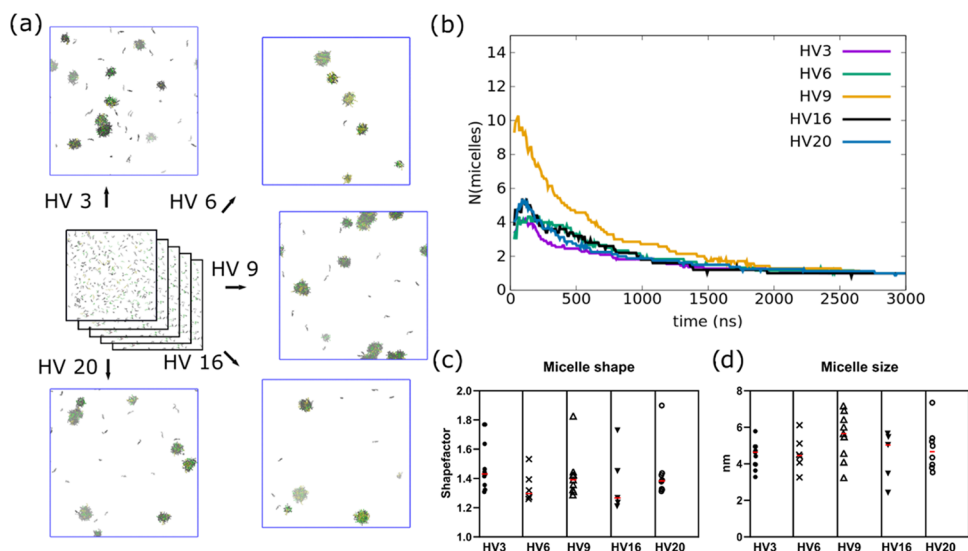 (a)
HV 3
HV 6
HV 9
HV 20
HV 16
(b)
N(micelles)
14
12
10
8
6
4
2
0
0 500 1000 1500 2000 2500 3000
time (ns)
HV3
HV6
HV9
HV16
HV20
(c)
Micelle shape
Shapefactor
2.0
1.8
1.6
1.4
1.2
1.0
HV3 HV6 HV9 HV16 HV20
(d)
Micelle size
nm
8
6
4
2
0
HV3 HV6 HV9 HV16 HV20